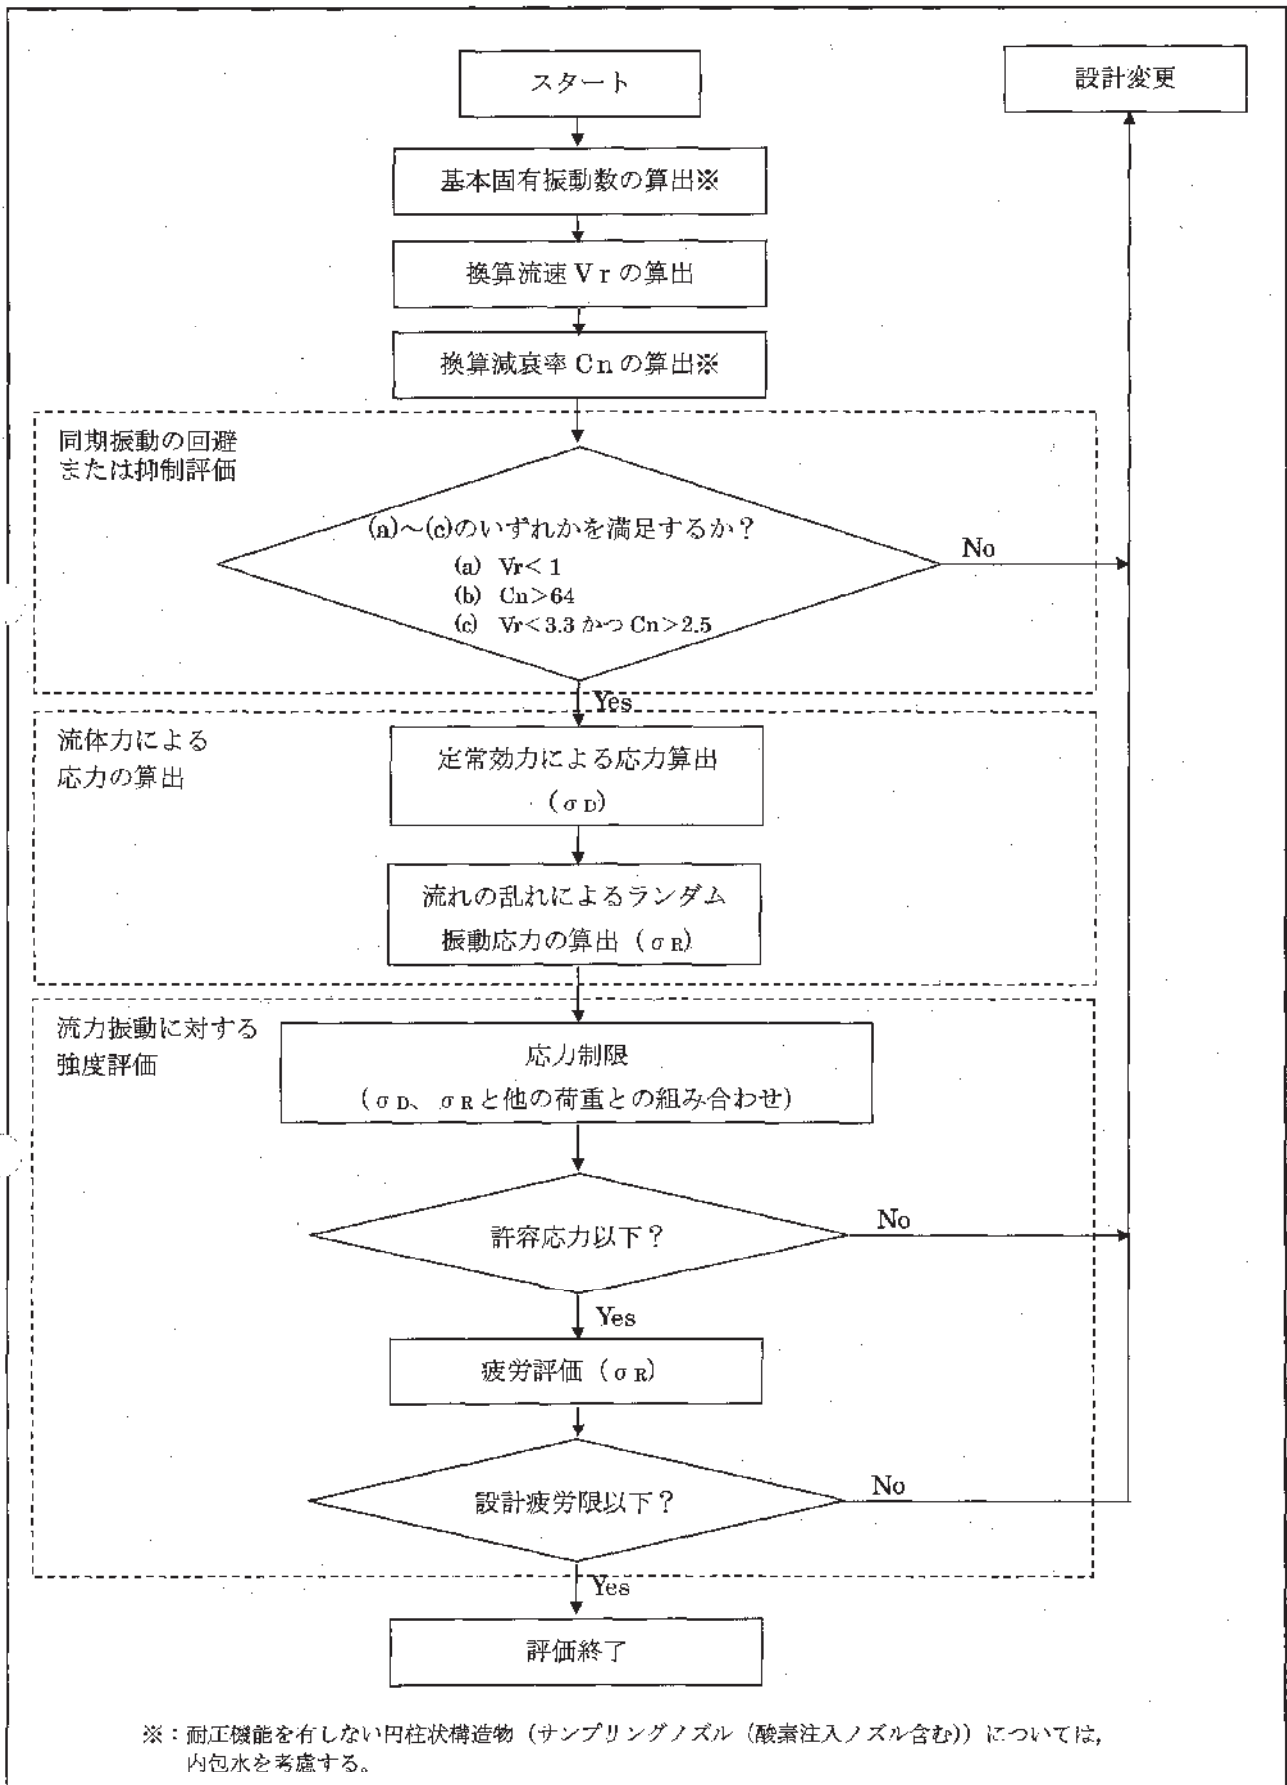 スタート
設計変更
基本固有振動数の算出※
換算流速Vrの算出
換算減衰率Cnの算出※
同期振動の回避
または抑制評価
(a)～(c)のいずれかを満足するか？
(a) Vr＜1
(b) Cn＞64
(c) Vr＜3.3 かつ Cn＞2.5
No
Yes
流体力による
応力の算出
定常効力による応力算出
(σD)
流れの乱れによるランダム
振動応力の算出 (σR)
流力振動に対する
強度評価
応力制限
(σD、σRと他の荷重との組み合わせ)
許容応力以下？
No
Yes
疲労評価 (σR)
設計疲労限以下？
No
Yes
評価終了
※：耐圧機能を有しない円柱状構造物（サンプリングノズル（酸素注入ノズル含む））については，
内包水を考慮する。